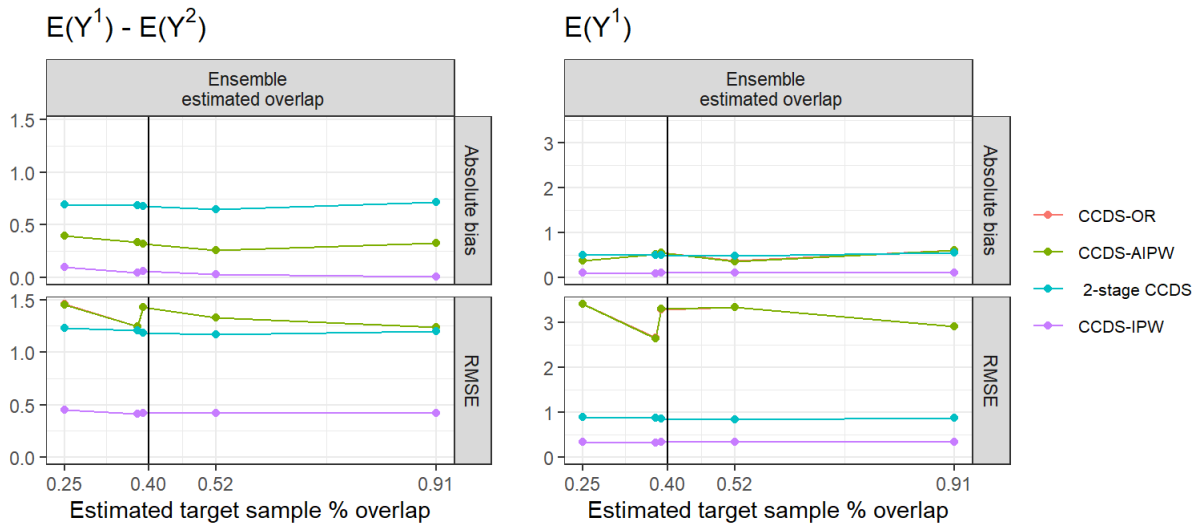 E(Y¹) - E(Y²)
Ensemble
estimated overlap
1.5
1.0
0.5
0.0
Absolute bias
1.5
1.0
0.5
0.0
RMSE
0.25
0.40
0.52
0.91
Estimated target sample % overlap
E(Y¹)
Ensemble
estimated overlap
3
2
1
0
Absolute bias
3
2
1
0
RMSE
0.25
0.40
0.52
0.91
Estimated target sample % overlap
CCDS-OR
CCDS-AIPW
2-stage CCDS
CCDS-IPW